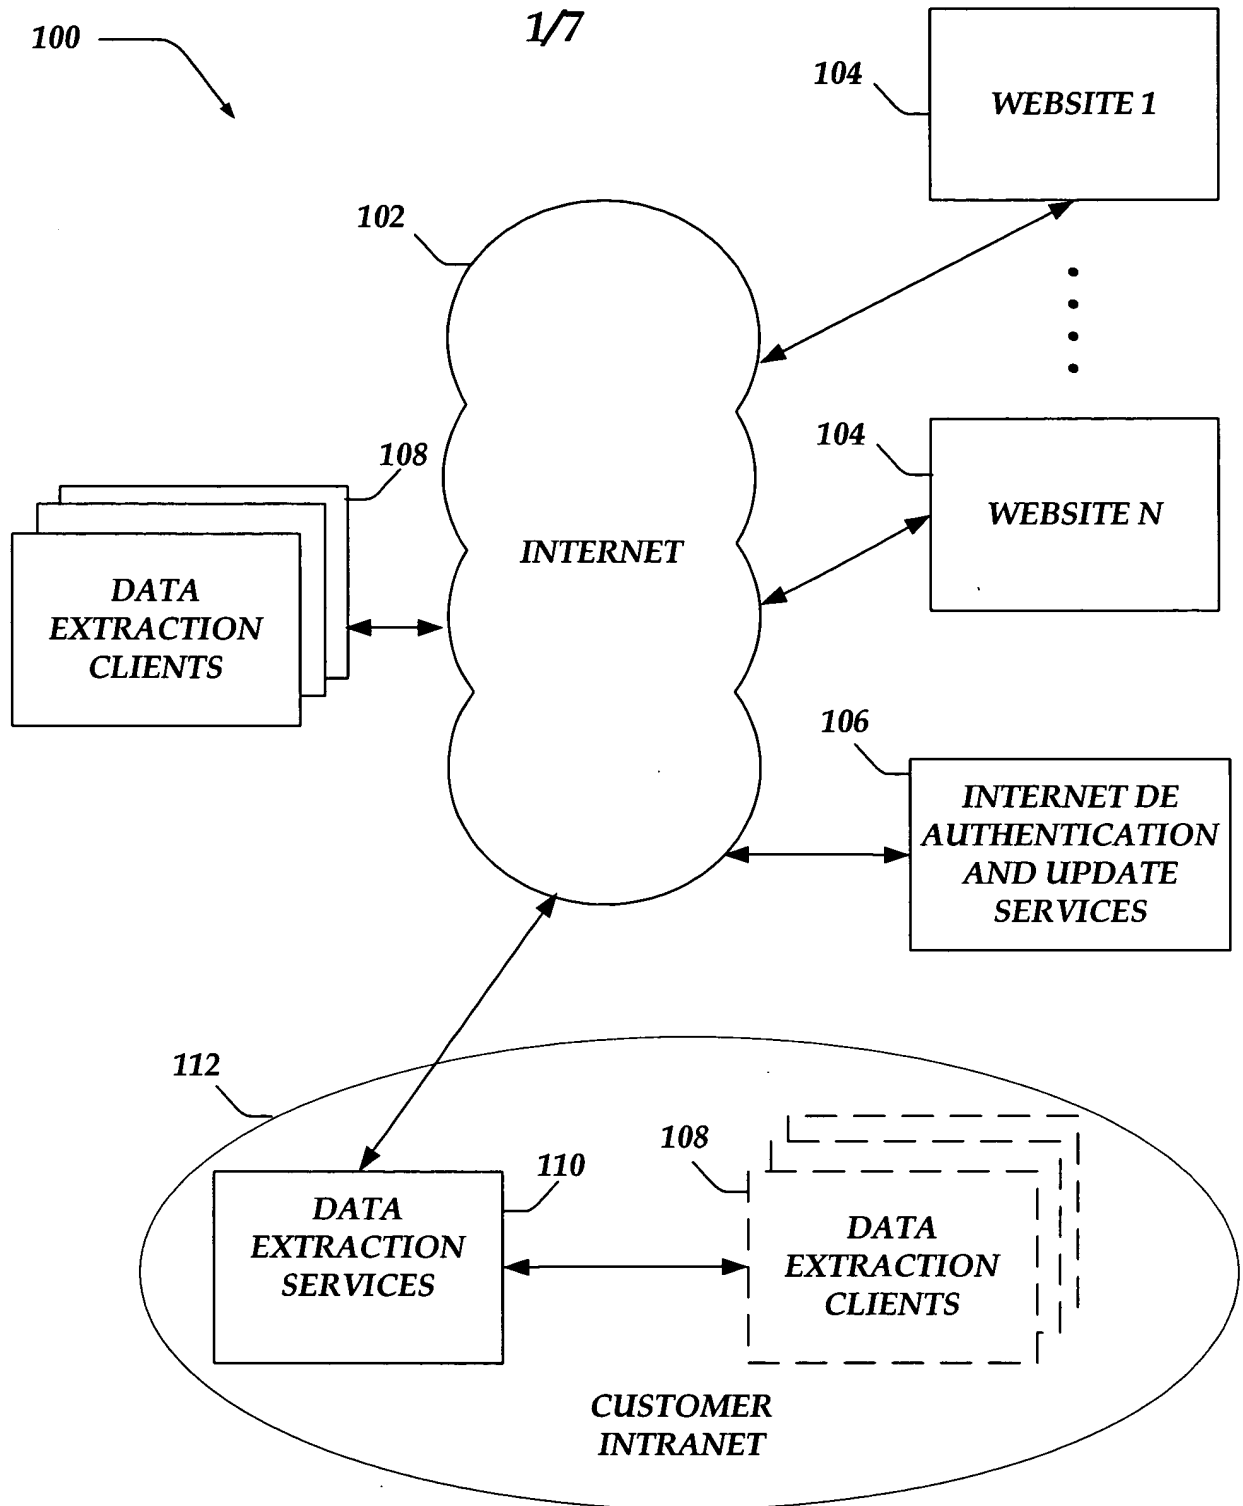 1/7
100
104
WEBSITE 1
102
104
WEBSITE N
108
INTERNET
DATA
EXTRACTION
CLIENTS
106
INTERNET DE
AUTHENTICATION
AND UPDATE
SERVICES
112
110
108
DATA
EXTRACTION
SERVICES
DATA
EXTRACTION
CLIENTS
CUSTOMER
INTRANET